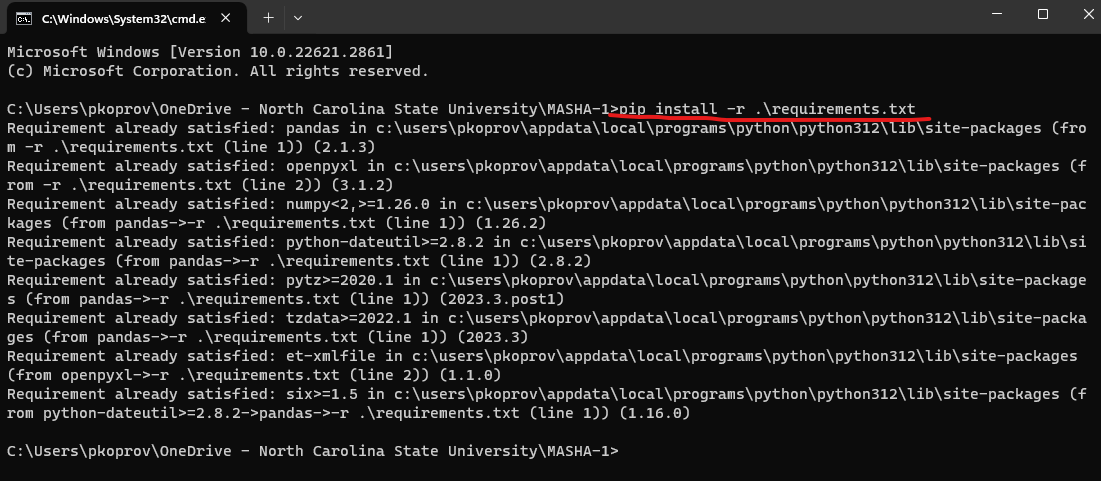 C:\Windows\System32\cmd.e
Microsoft Windows [Version 10.0.22621.2861]
(c) Microsoft Corporation. All rights reserved.
C:\Users\pkoprov\OneDrive - North Carolina State University\MASHA-1>pip install -r .\requirements.txt
Requirement already satisfied: pandas in c:\users\pkoprov\appdata\local\programs\python\python312\lib\site-packages (fro
m -r .\requirements.txt (line 1)) (2.1.3)
Requirement already satisfied: openpyxl in c:\users\pkoprov\appdata\local\programs\python\python312\lib\site-packages (f
rom -r .\requirements.txt (line 2)) (3.1.2)
Requirement already satisfied: numpy<2,>=1.26.0 in c:\users\pkoprov\appdata\local\programs\python\python312\lib\site-pac
kages (from pandas->-r .\requirements.txt (line 1)) (1.26.2)
Requirement already satisfied: python-dateutil>=2.8.2 in c:\users\pkoprov\appdata\local\programs\python\python312\lib\si
te-packages (from pandas->-r .\requirements.txt (line 1)) (2.8.2)
Requirement already satisfied: pytz>=2020.1 in c:\users\pkoprov\appdata\local\programs\python\python312\lib\site-package
s (from pandas->-r .\requirements.txt (line 1)) (2023.3.post1)
Requirement already satisfied: tzdata>=2022.1 in c:\users\pkoprov\appdata\local\programs\python\python312\lib\site-packa
ges (from pandas->-r .\requirements.txt (line 1)) (2023.3)
Requirement already satisfied: et-xmlfile in c:\users\pkoprov\appdata\local\programs\python\python312\lib\site-packages
(from openpyxl->-r .\requirements.txt (line 2)) (1.1.0)
Requirement already satisfied: six>=1.5 in c:\users\pkoprov\appdata\local\programs\python\python312\lib\site-packages (f
rom python-dateutil>=2.8.2->pandas->-r .\requirements.txt (line 1)) (1.16.0)
C:\Users\pkoprov\OneDrive - North Carolina State University\MASHA-1>